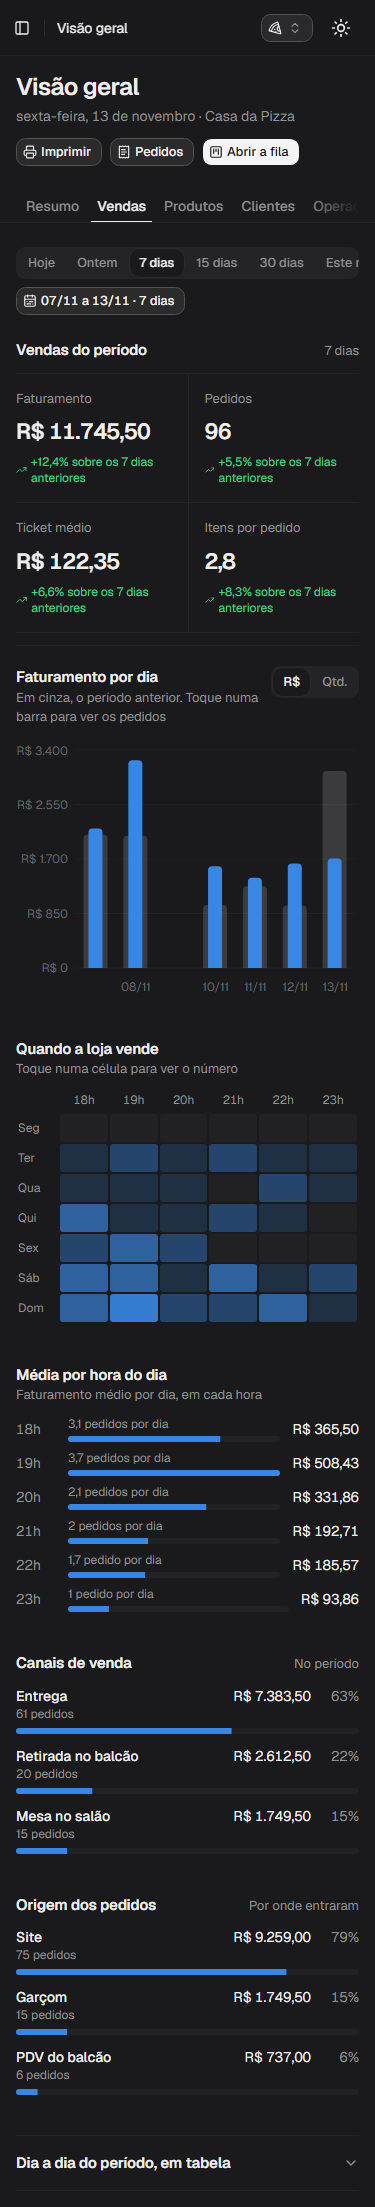 Visão geral
Visão geral
sexta-feira, 13 de novembro · Casa da Pizza
Imprimir Pedidos Abrir a fila
Resumo Vendas Produtos Clientes Opera
Hoje Ontem 7 dias 15 dias 30 dias Este
07/11 a 13/11 · 7 dias
Vendas do período 7 dias
Faturamento Pedidos
R$ 11.745,50 96
+12,4% sobre os 7 dias anteriores +5,5% sobre os 7 dias anteriores
Ticket médio Itens por pedido
R$ 122,35 2,8
+6,6% sobre os 7 dias anteriores +8,3% sobre os 7 dias anteriores
Faturamento por dia R$ Qtd.
Em cinza, o período anterior. Toque numa
barra para ver os pedidos
R$ 3.400
R$ 2.550
R$ 1.700
R$ 850
R$ 0
08/11 10/11 11/11 12/11 13/11
Quando a loja vende
Toque numa célula para ver o número
18h 19h 20h 21h 22h 23h
Seg
Ter
Qua
Qui
Sex
Sáb
Dom
Média por hora do dia
Faturamento médio por dia, em cada hora
18h 3,1 pedidos por dia R$ 365,50
19h 3,7 pedidos por dia R$ 508,43
20h 2,1 pedidos por dia R$ 331,86
21h 2 pedidos por dia R$ 192,71
22h 1,7 pedido por dia R$ 185,57
23h 1 pedido por dia R$ 93,86
Canais de venda No período
Entrega R$ 7.383,50 63%
61 pedidos
Retirada no balcão R$ 2.612,50 22%
20 pedidos
Mesa no salão R$ 1.749,50 15%
15 pedidos
Origem dos pedidos Por onde entraram
Site R$ 9.259,00 79%
75 pedidos
Garçom R$ 1.749,50 15%
15 pedidos
PDV do balcão R$ 737,00 6%
6 pedidos
Dia a dia do período, em tabela